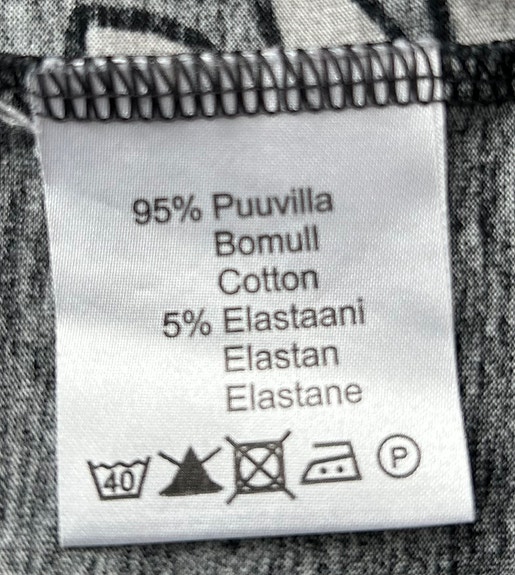 95% Puuvilla
Bomull
Cotton
5% Elastaani
Elastan
Elastane
40 P